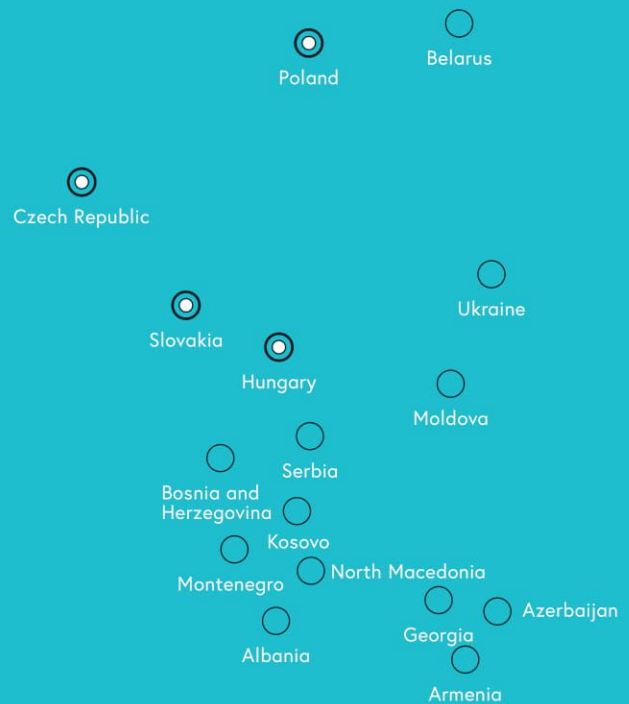 Belarus
Poland
Czech Republic
Ukraine
Slovakia
Hungary
Moldova
Serbia
Bosnia and
Herzegovina
Kosovo
North Macedonia
Montenegro
Azerbaijan
Georgia
Albania
Armenia